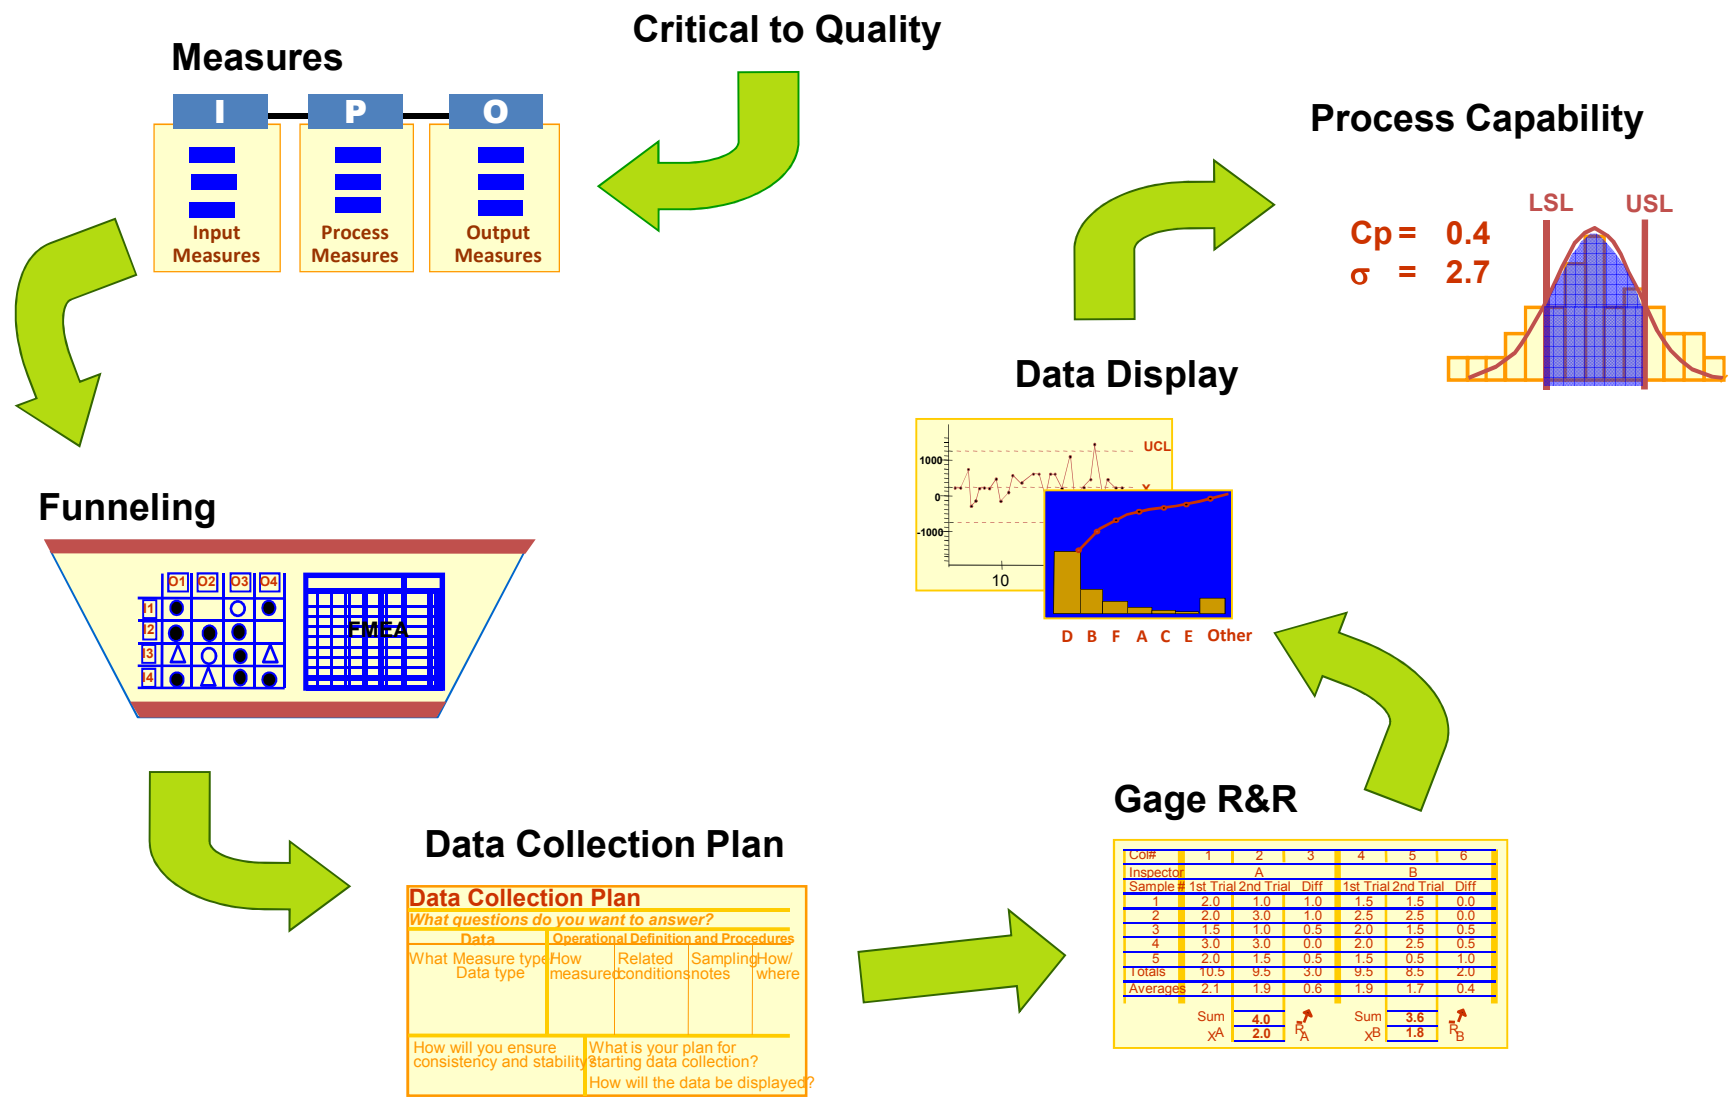 Critical to Quality
Measures
I P O
Input Measures
Process Measures
Output Measures
Funneling
O1 O2 O3 O4
I1
I2
I3
I4
FMEA
Data Collection Plan
Data Collection Plan
What questions do you want to answer?
Data Operational Definition and Procedures
What Measure type/ Data type
How measured
Related conditions
Sampling notes
How/ where
How will you ensure
consistency and stability?
What is your plan for
starting data collection?
How will the data be displayed?
Gage R&R
Col# 1 2 3 4 5 6
Inspector A B
Sample # 1st Trial 2nd Trial Diff 1st Trial 2nd Trial Diff
1 2.0 1.0 1.0 1.5 1.5 0.0
2 2.0 3.0 1.0 2.5 2.5 0.0
3 1.5 1.0 0.5 2.0 1.5 0.5
4 3.0 3.0 0.0 2.0 2.5 0.5
5 2.0 1.5 0.5 1.5 0.5 1.0
Totals 10.5 9.5 3.0 9.5 8.5 2.0
Averages 2.1 1.9 0.6 1.9 1.7 0.4
Sum 4.0 Sum 3.6
XA 2.0 RA XB 1.8 RB
Data Display
UCL
1000
0
-1000
10
D B F A C E Other
Process Capability
LSL USL
Cp = 0.4
σ = 2.7